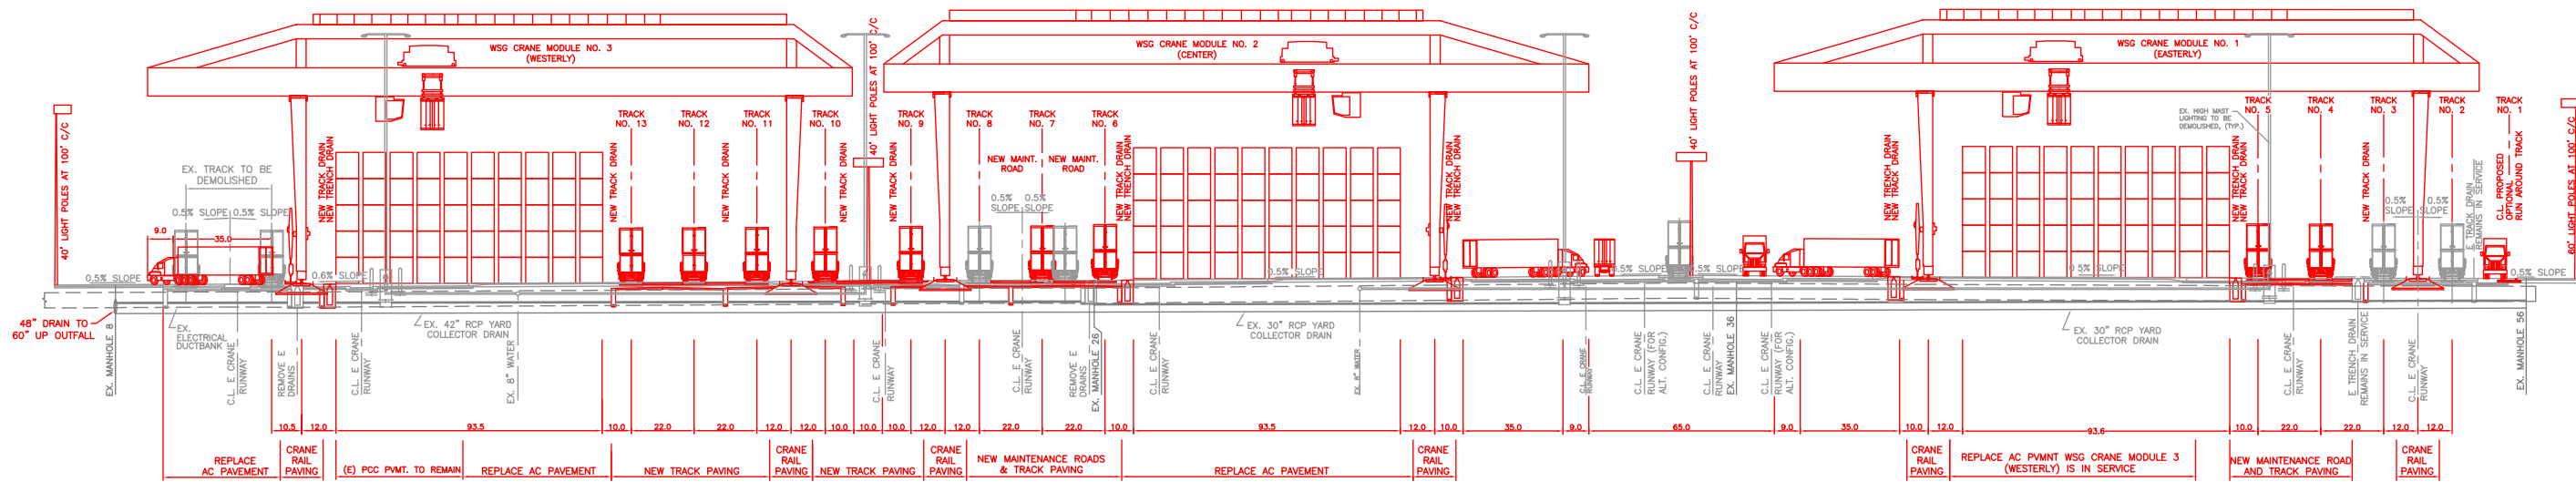 WSG CRANE MODULE NO. 3
(WESTERLY)
WSG CRANE MODULE NO. 2
(CENTER)
WSG CRANE MODULE NO. 1
(EASTERLY)
40' LIGHT POLES AT 100' C/C
40' LIGHT POLES AT 100' C/C
40' LIGHT POLES AT 100' C/C
60' LIGHT POLES AT 100' C/C
TRACK
NO. 13
TRACK
NO. 12
TRACK
NO. 11
TRACK
NO. 10
TRACK
NO. 9
TRACK
NO. 8
TRACK
NO. 7
TRACK
NO. 6
TRACK
NO. 5
TRACK
NO. 4
TRACK
NO. 3
TRACK
NO. 2
TRACK
NO. 1
EX. HIGH MAST
LIGHTING TO BE
DEMOLISHED, (TYP.)
EX. TRACK TO BE
DEMOLISHED
NEW TRACK DRAIN
NEW TRENCH DRAIN
NEW TRACK DRAIN
NEW TRACK DRAIN
NEW TRACK DRAIN
NEW TRACK DRAIN
NEW MAINT.
ROAD
NEW MAINT.
ROAD
NEW TRACK DRAIN
NEW TRENCH DRAIN
NEW TRACK DRAIN
NEW TRENCH DRAIN
NEW TRENCH DRAIN
NEW TRACK DRAIN
NEW TRENCH DRAIN
NEW TRACK DRAIN
NEW TRACK DRAIN
E TRACK DRAIN
REMAINS IN SERVICE
C.L. PROPOSED
OPTIONAL
RUN AROUND TRACK
0.5% SLOPE
0.5% SLOPE
0.5%
SLOPE
0.5%
SLOPE
0.5%
SLOPE
0.5%
SLOPE
9.0
35.0
0.5% SLOPE
0.6% SLOPE
0.5% SLOPE
0.5% SLOPE
0.5% SLOPE
0.5% SLOPE
0.5% SLOPE
48" DRAIN TO
60" UP OUTFALL
EX. MANHOLE 8
EX.
ELECTRICAL
DUCTBANK
C.L. E CRANE
RUNWAY
REMOVE E
DRAINS
C.L. E CRANE
RUNWAY
EX. 42" RCP YARD
COLLECTOR DRAIN
EX. 8" WATER
C.L. E CRANE
RUNWAY
C.L. E CRANE
RUNWAY
REMOVE E
DRAINS
EX. MANHOLE 26
C.L. E CRANE
RUNWAY
EX. 30" RCP YARD
COLLECTOR DRAIN
EX. 8" WATER
C.L. E CRANE
RUNWAY
C.L. E CRANE
RUNWAY (FOR
ALT. CONFIG.)
C.L. E CRANE
RUNWAY
EX. MANHOLE 36
C.L. E CRANE
RUNWAY (FOR
ALT. CONFIG.)
EX. 30" RCP YARD
COLLECTOR DRAIN
C.L. E CRANE
RUNWAY
E TRENCH DRAIN
REMAINS IN SERVICE
C.L. E CRANE
RUNWAY
EX. MANHOLE 56
10.5 12.0 93.5 10.0 22.0 22.0 12.0 12.0 10.0 10.0 10.0 12.0 12.0 22.0 22.0 10.0 93.5 12.0 10.0 35.0 9.0 65.0 9.0 35.0 10.0 12.0 93.6 10.0 22.0 22.0 12.0 12.0
REPLACE
AC PAVEMENT
CRANE
RAIL
PAVING
(E) PCC PVMT. TO REMAIN
REPLACE AC PAVEMENT
NEW TRACK PAVING
CRANE
RAIL
PAVING
NEW TRACK PAVING
CRANE
RAIL
PAVING
NEW MAINTENANCE ROADS
& TRACK PAVING
REPLACE AC PAVEMENT
CRANE
RAIL
PAVING
CRANE
RAIL
PAVING
REPLACE AC PVMNT WSG CRANE MODULE 3
(WESTERLY) IS IN SERVICE
NEW MAINTENANCE ROAD
AND TRACK PAVING
CRANE
RAIL
PAVING